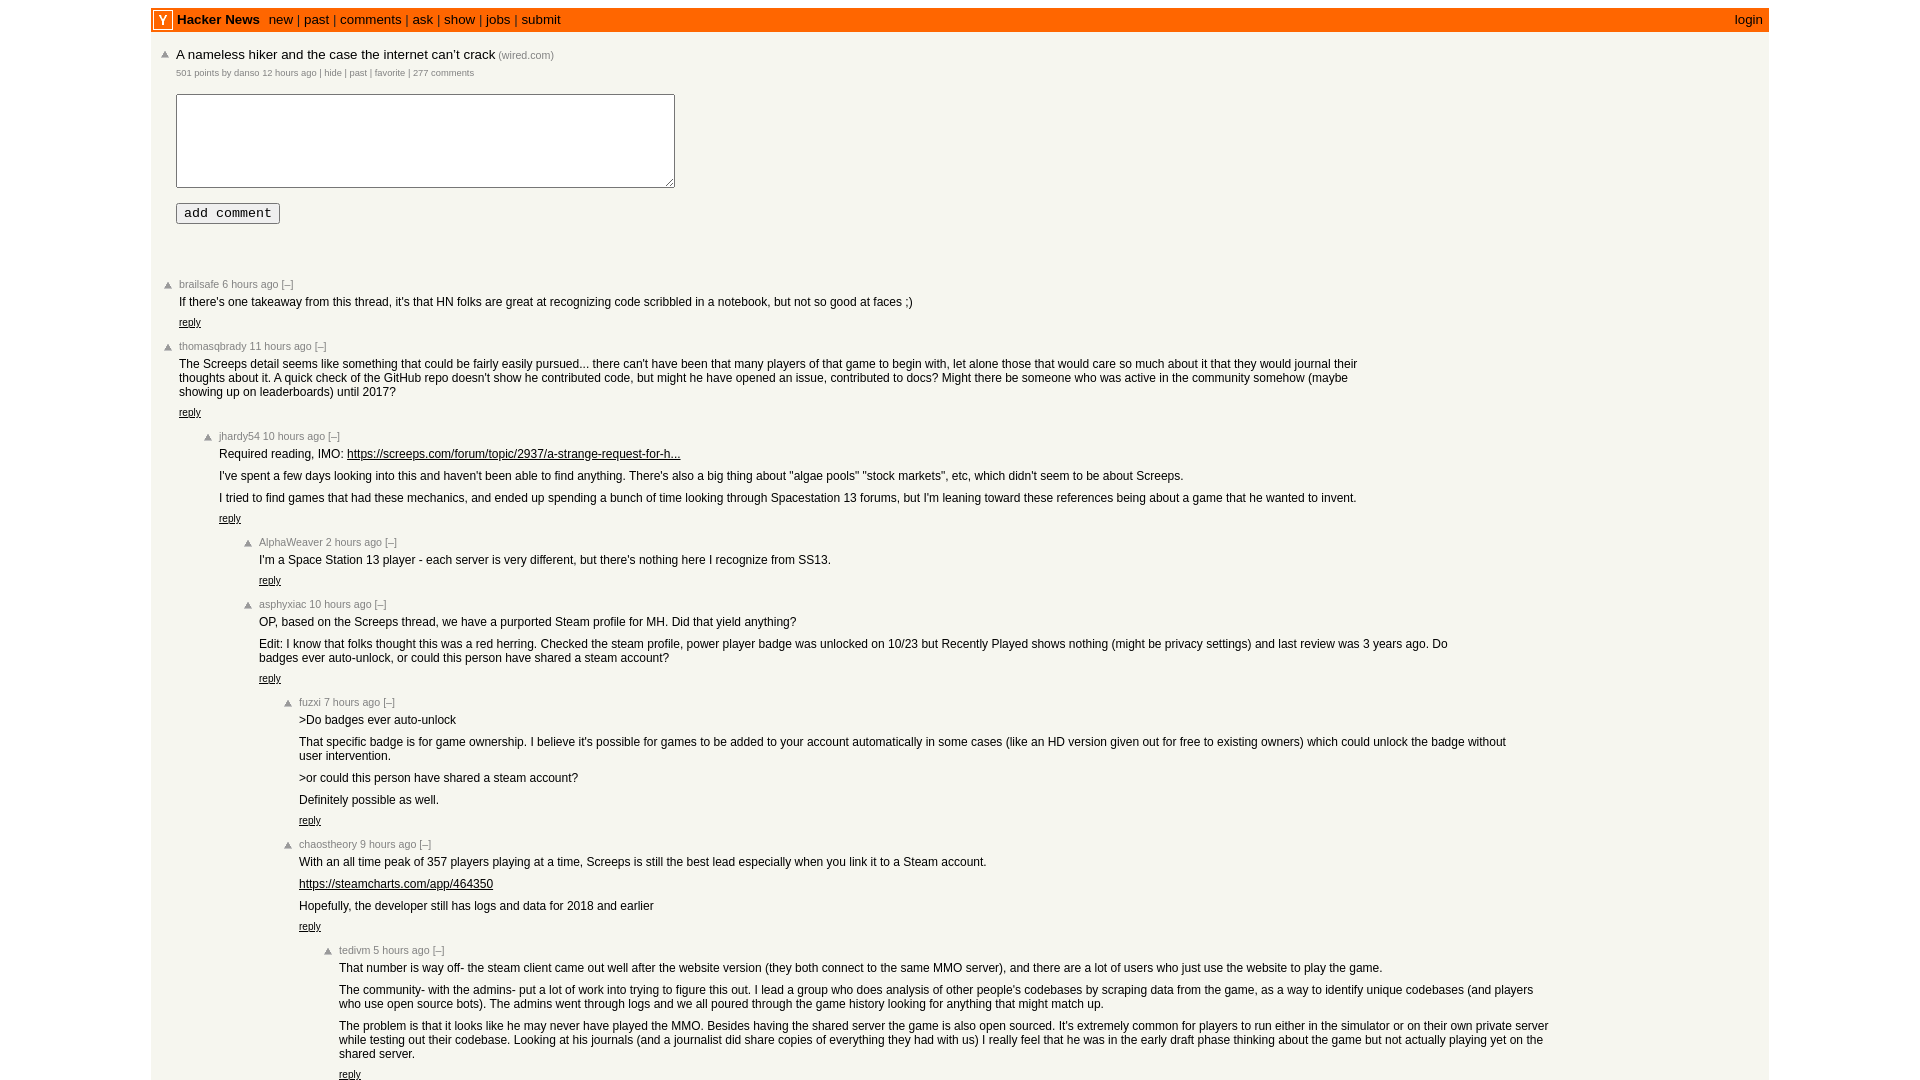 Y Hacker News new | past | comments | ask | show | jobs | submit login
A nameless hiker and the case the internet can’t crack (wired.com)
501 points by danso 12 hours ago | hide | past | favorite | 277 comments
add comment
brailsafe 6 hours ago [–]
If there's one takeaway from this thread, it's that HN folks are great at recognizing code scribbled in a notebook, but not so good at faces ;)
reply
thomasqbrady 11 hours ago [–]
The Screeps detail seems like something that could be fairly easily pursued... there can't have been that many players of that game to begin with, let alone those that would care so much about it that they would journal their
thoughts about it. A quick check of the GitHub repo doesn't show he contributed code, but might he have opened an issue, contributed to docs? Might there be someone who was active in the community somehow (maybe
showing up on leaderboards) until 2017?
reply
jhardy54 10 hours ago [–]
Required reading, IMO: https://screeps.com/forum/topic/2937/a-strange-request-for-h...
I've spent a few days looking into this and haven't been able to find anything. There's also a big thing about "algae pools" "stock markets", etc, which didn't seem to be about Screeps.
I tried to find games that had these mechanics, and ended up spending a bunch of time looking through Spacestation 13 forums, but I'm leaning toward these references being about a game that he wanted to invent.
reply
AlphaWeaver 2 hours ago [–]
I'm a Space Station 13 player - each server is very different, but there's nothing here I recognize from SS13.
reply
asphyxiac 10 hours ago [–]
OP, based on the Screeps thread, we have a purported Steam profile for MH. Did that yield anything?
Edit: I know that folks thought this was a red herring. Checked the steam profile, power player badge was unlocked on 10/23 but Recently Played shows nothing (might be privacy settings) and last review was 3 years ago. Do
badges ever auto-unlock, or could this person have shared a steam account?
reply
fuzxi 7 hours ago [–]
>Do badges ever auto-unlock
That specific badge is for game ownership. I believe it's possible for games to be added to your account automatically in some cases (like an HD version given out for free to existing owners) which could unlock the badge without
user intervention.
>or could this person have shared a steam account?
Definitely possible as well.
reply
chaostheory 9 hours ago [–]
With an all time peak of 357 players playing at a time, Screeps is still the best lead especially when you link it to a Steam account.
https://steamcharts.com/app/464350
Hopefully, the developer still has logs and data for 2018 and earlier
reply
tedivm 5 hours ago [–]
That number is way off- the steam client came out well after the website version (they both connect to the same MMO server), and there are a lot of users who just use the website to play the game.
The community- with the admins- put a lot of work into trying to figure this out. I lead a group who does analysis of other people's codebases by scraping data from the game, as a way to identify unique codebases (and players
who use open source bots). The admins went through logs and we all poured through the game history looking for anything that might match up.
The problem is that it looks like he may never have played the MMO. Besides having the shared server the game is also open sourced. It's extremely common for players to run either in the simulator or on their own private server
while testing out their codebase. Looking at his journals (and a journalist did share copies of everything they had with us) I really feel that he was in the early draft phase thinking about the game but not actually playing yet on the
shared server.
reply